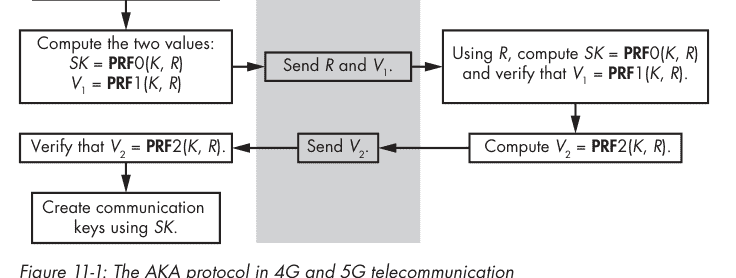 Compute the two values:
SK = PRF0(K, R)
V₁ = PRF1(K, R)
Send R and V₁.
Using R, compute SK = PRF0(K, R)
and verify that V₁ = PRF1(K, R).
Compute V₂ = PRF2(K, R).
Send V₂.
Verify that V₂ = PRF2(K, R).
Create communication
keys using SK.
Figure 11-1: The AKA protocol in 4G and 5G telecommunication